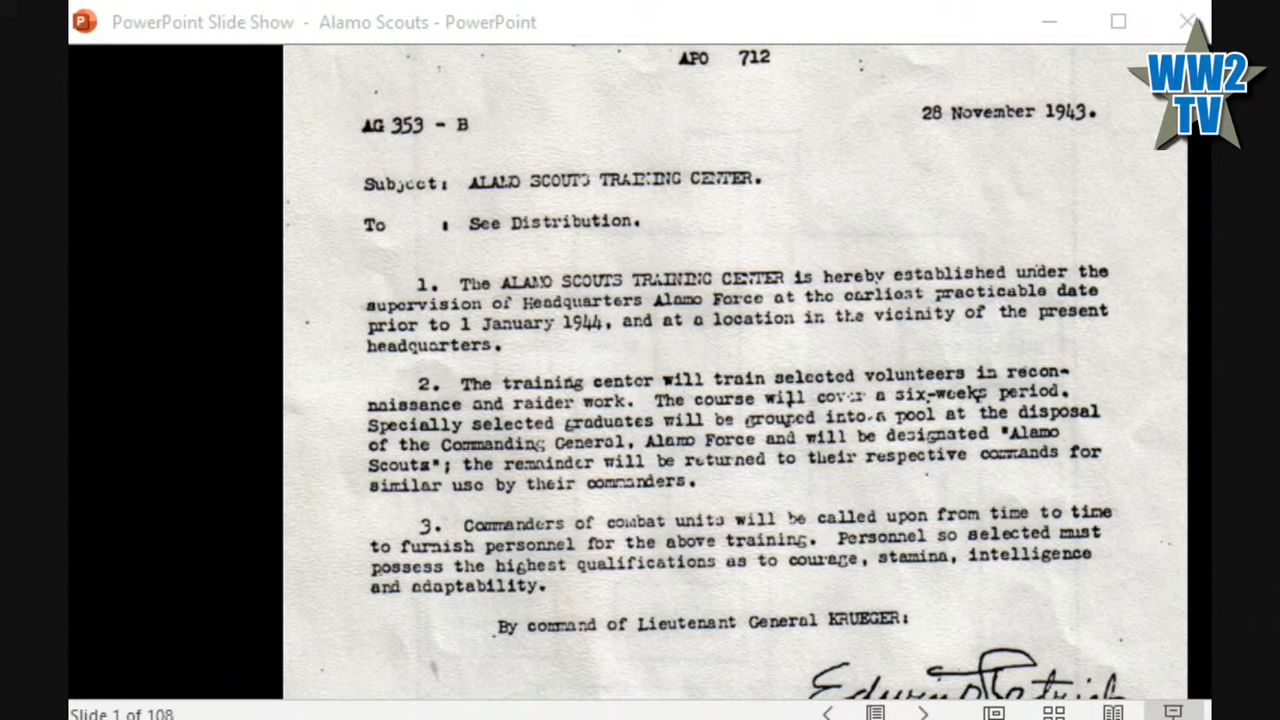 PowerPoint Slide Show - Alamo Scouts - PowerPoint
WW2
TV
APO 712
AG 353 - B
28 November 1943.
Subject: ALAMO SCOUTS TRAINING CENTER.
To : See Distribution.
1. The ALAMO SCOUTS TRAINING CENTER is hereby established under the
supervision of Headquarters Alamo Force at the earliest practicable date
prior to 1 January 1944, and at a location in the vicinity of the present
headquarters.
2. The training center will train selected volunteers in recon-
naissance and raider work. The course will cover a six-weeks period.
Specially selected graduates will be grouped into a pool at the disposal
of the Commanding General, Alamo Force and will be designated "Alamo
Scouts"; the remainder will be returned to their respective commands for
similar use by their commanders.
3. Commanders of combat units will be called upon from time to time
to furnish personnel for the above training. Personnel so selected must
possess the highest qualifications as to courage, stamina, intelligence
and adaptability.
By command of Lieutenant General KRUEGER:
Slide 1 of 108